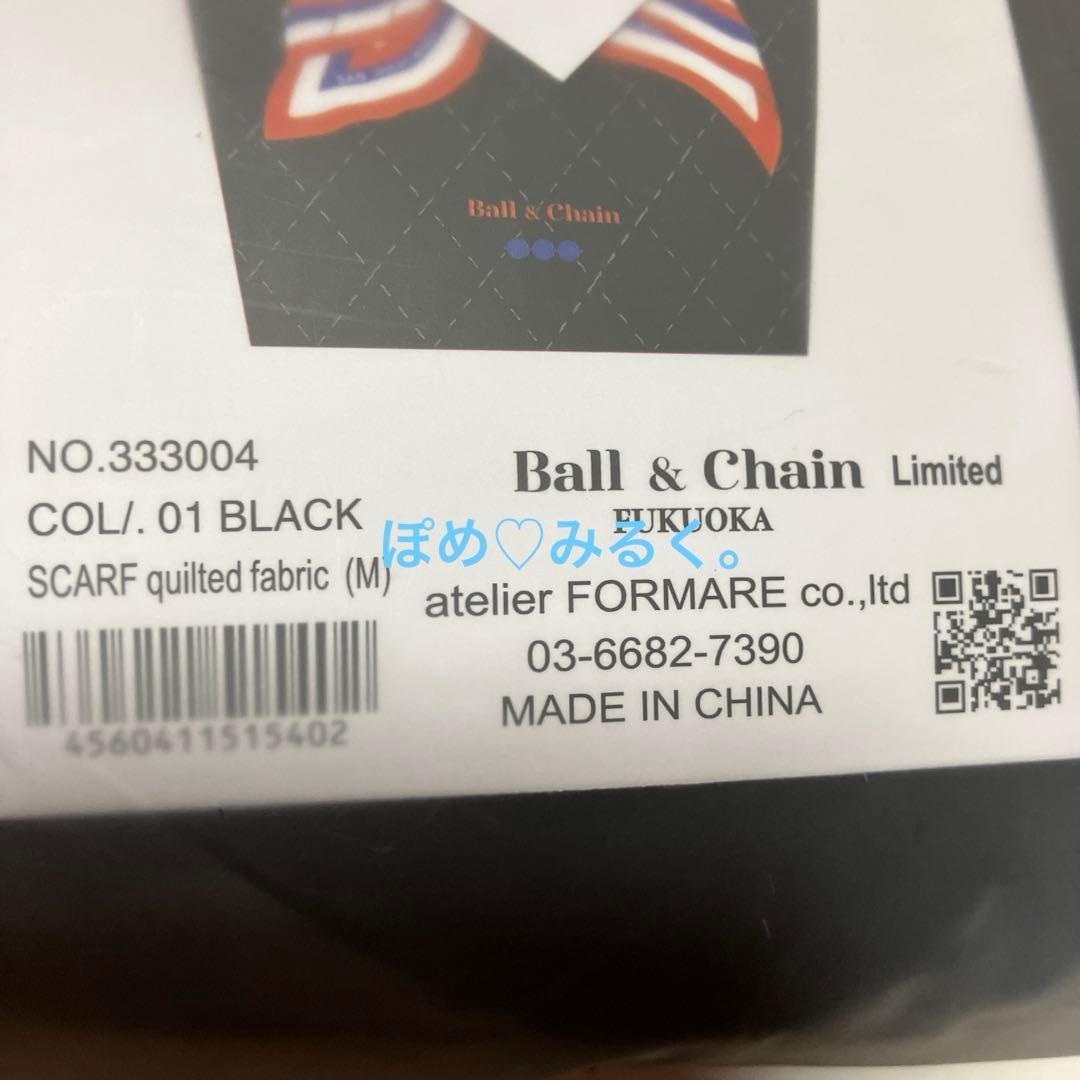 Ball & Chain
NO.333004
COL/. 01 BLACK
SCARF quilted fabric (M)
4560411515402
Ball & Chain Limited
FUKUOKA
ぽめ♡みるく。
atelier FORMARE co.,ltd
03-6682-7390
MADE IN CHINA